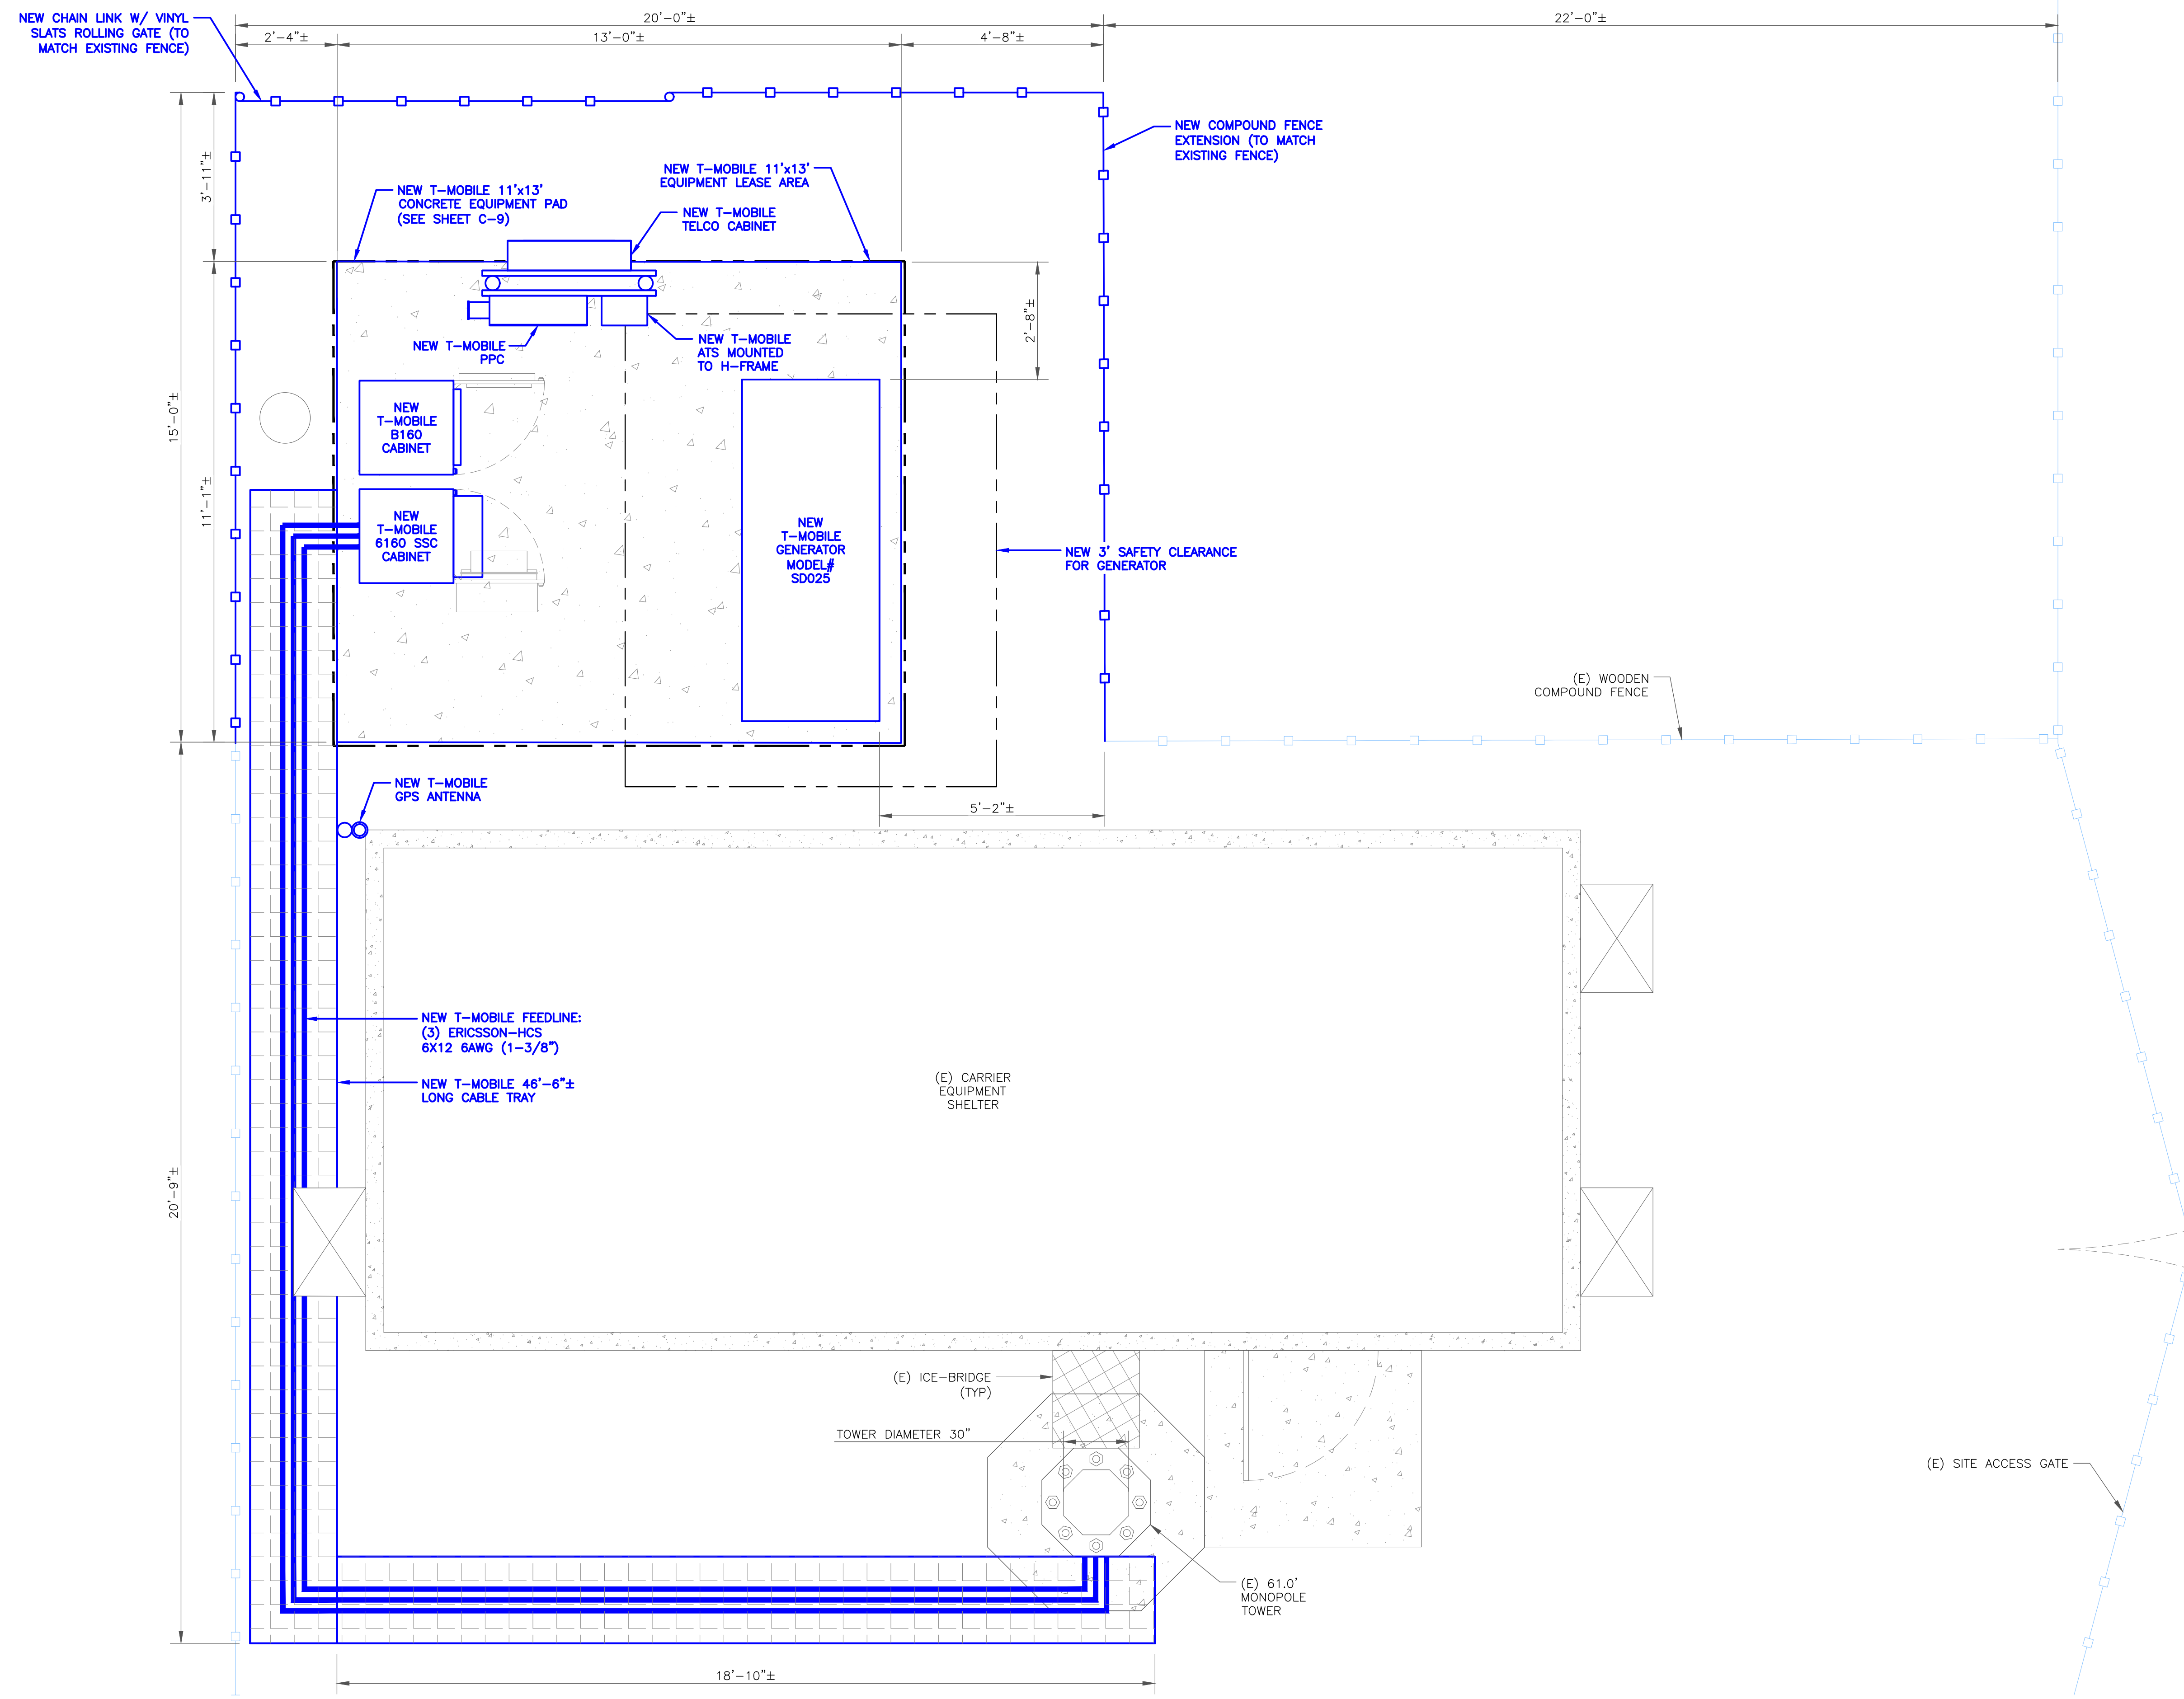 NEW CHAIN LINK W/ VINYL
SLATS ROLLING GATE (TO
MATCH EXISTING FENCE)
20'-0"±
22'-0"±
2'-4"±
13'-0"±
4'-8"±
3'-11"±
NEW COMPOUND FENCE
EXTENSION (TO MATCH
EXISTING FENCE)
NEW T-MOBILE 11'x13'
EQUIPMENT LEASE AREA
NEW T-MOBILE 11'x13'
CONCRETE EQUIPMENT PAD
(SEE SHEET C-9)
NEW T-MOBILE
TELCO CABINET
2'-8"±
NEW T-MOBILE
PPC
NEW T-MOBILE
ATS MOUNTED
TO H-FRAME
15'-0"±
11'-1"±
NEW
T-MOBILE
B160
CABINET
NEW
T-MOBILE
6160 SSC
CABINET
NEW
T-MOBILE
GENERATOR
MODEL#
SD025
NEW 3' SAFETY CLEARANCE
FOR GENERATOR
(E) WOODEN
COMPOUND FENCE
NEW T-MOBILE
GPS ANTENNA
5'-2"±
NEW T-MOBILE FEEDLINE:
(3) ERICSSON-HCS
6X12 6AWG (1-3/8")
NEW T-MOBILE 46'-6"±
LONG CABLE TRAY
(E) CARRIER
EQUIPMENT
SHELTER
20'-9"±
(E) ICE-BRIDGE
(TYP)
TOWER DIAMETER 30"
(E) SITE ACCESS GATE
(E) 61.0'
MONOPOLE
TOWER
18'-10"±